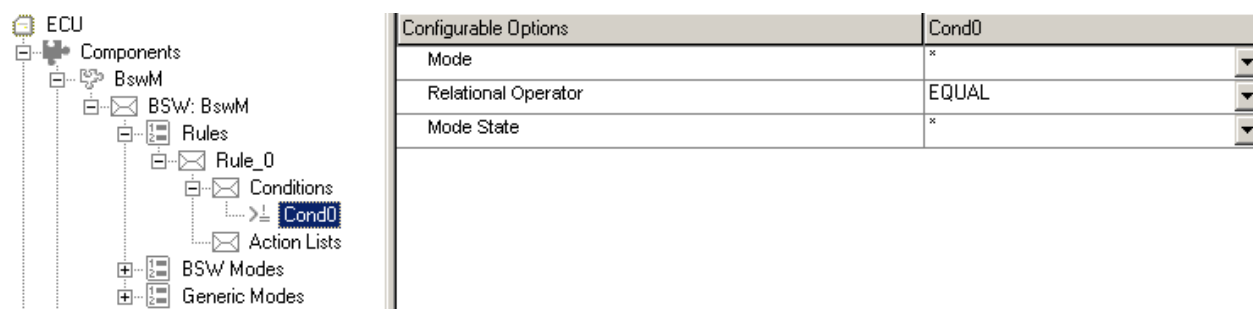 ECU
Components
BswM
BSW: BswM
Rules
Rule_0
Conditions
Cond0
Action Lists
BSW Modes
Generic Modes
Configurable Options Cond0
Mode *
Relational Operator EQUAL
Mode State *